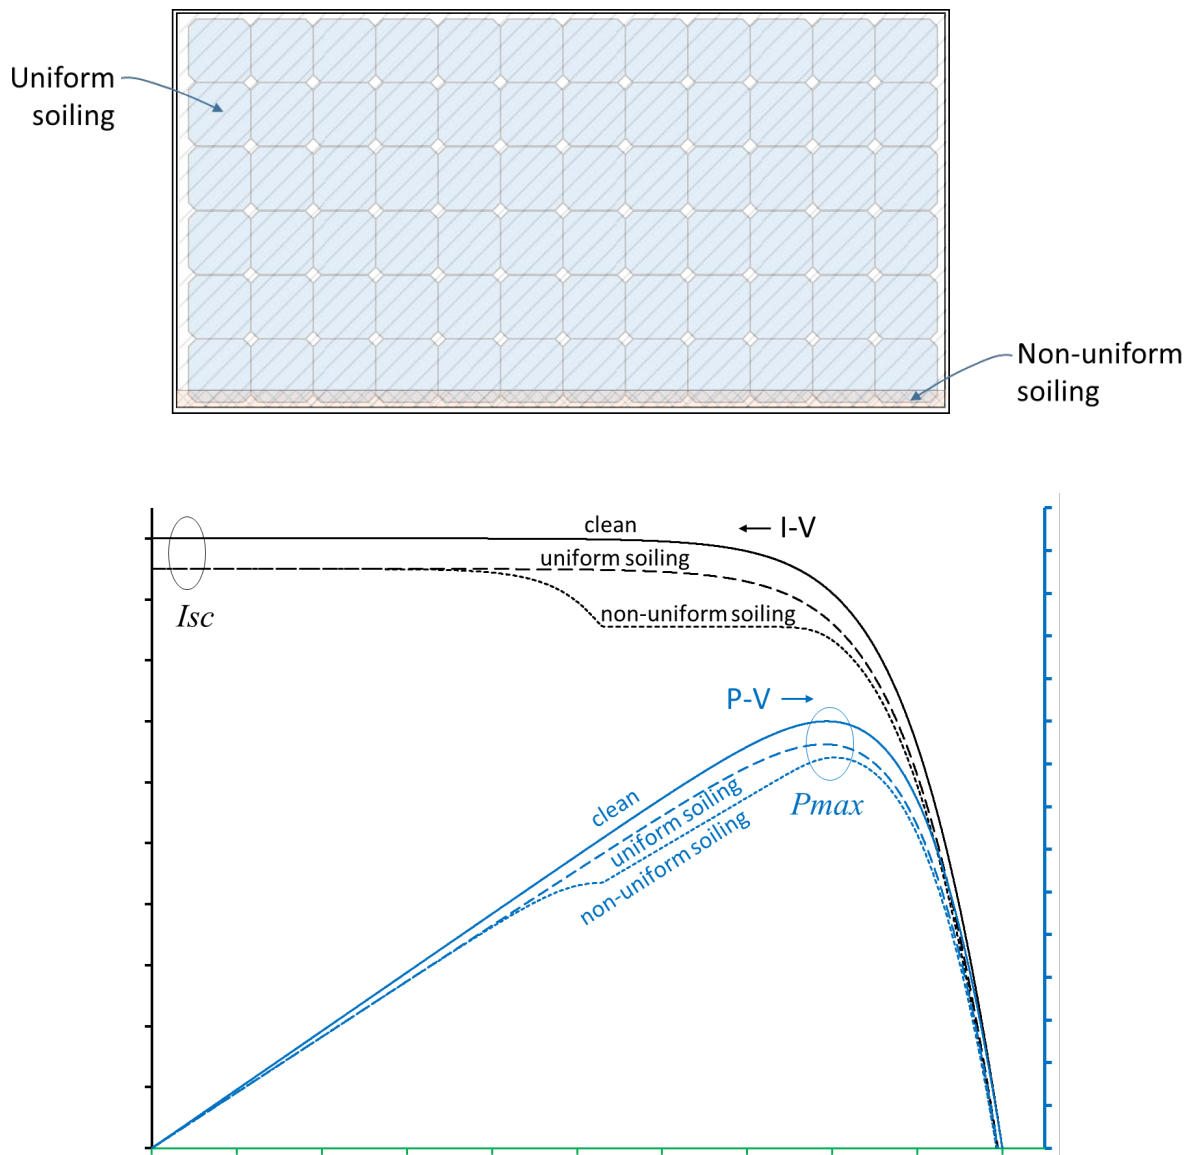 Uniform
soiling
Non-uniform
soiling
clean
I-V
uniform soiling
Isc
non-uniform soiling
P-V
clean
uniform soiling
Pmax
non-uniform soiling